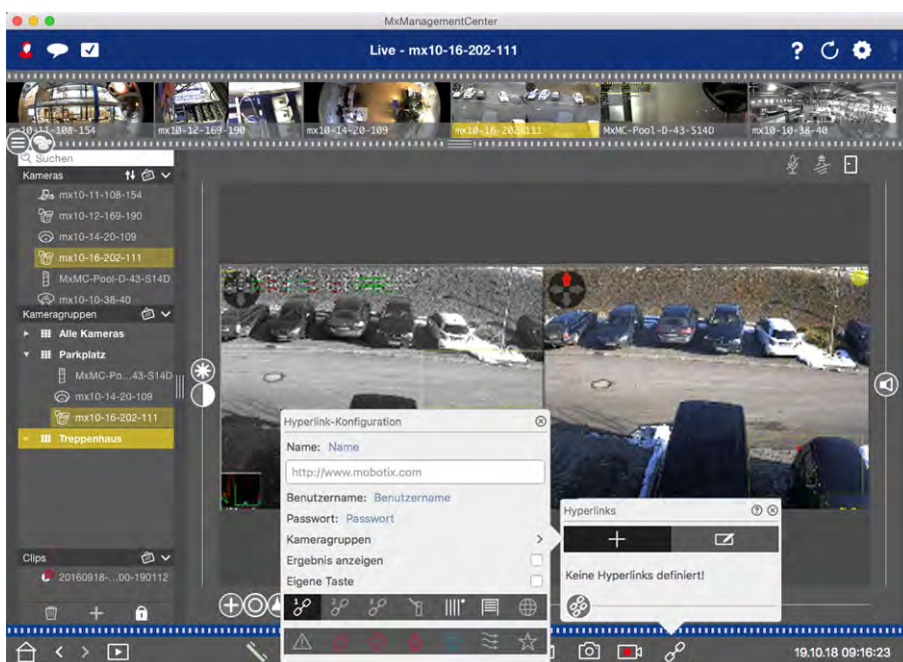 MxManagementCenter
Live - mx10-16-202-111
mx10-11-108-154
mx10-12-169-190
mx10-14-20-109
mx10-16-202-111
MxMC-Pool-D-43-S14D
mx10-10-38-40
Suchen
Kameras
mx10-11-108-154
mx10-12-169-190
mx10-14-20-109
mx10-16-202-111
MxMC-Pool-D-43-S14D
mx10-10-38-40
Kameragruppen
Alle Kameras
Parkplatz
MxMC-Po...43-S14D
mx10-14-20-109
mx10-16-202-111
Treppenhaus
Clips
20160918-...00-190112
Hyperlink-Konfiguration
Name: Name
http://www.mobotix.com
Benutzername: Benutzername
Passwort: Passwort
Kameragruppen
Ergebnis anzeigen
Eigene Taste
Hyperlinks
Keine Hyperlinks definiert!
19.10.18 09:16:23